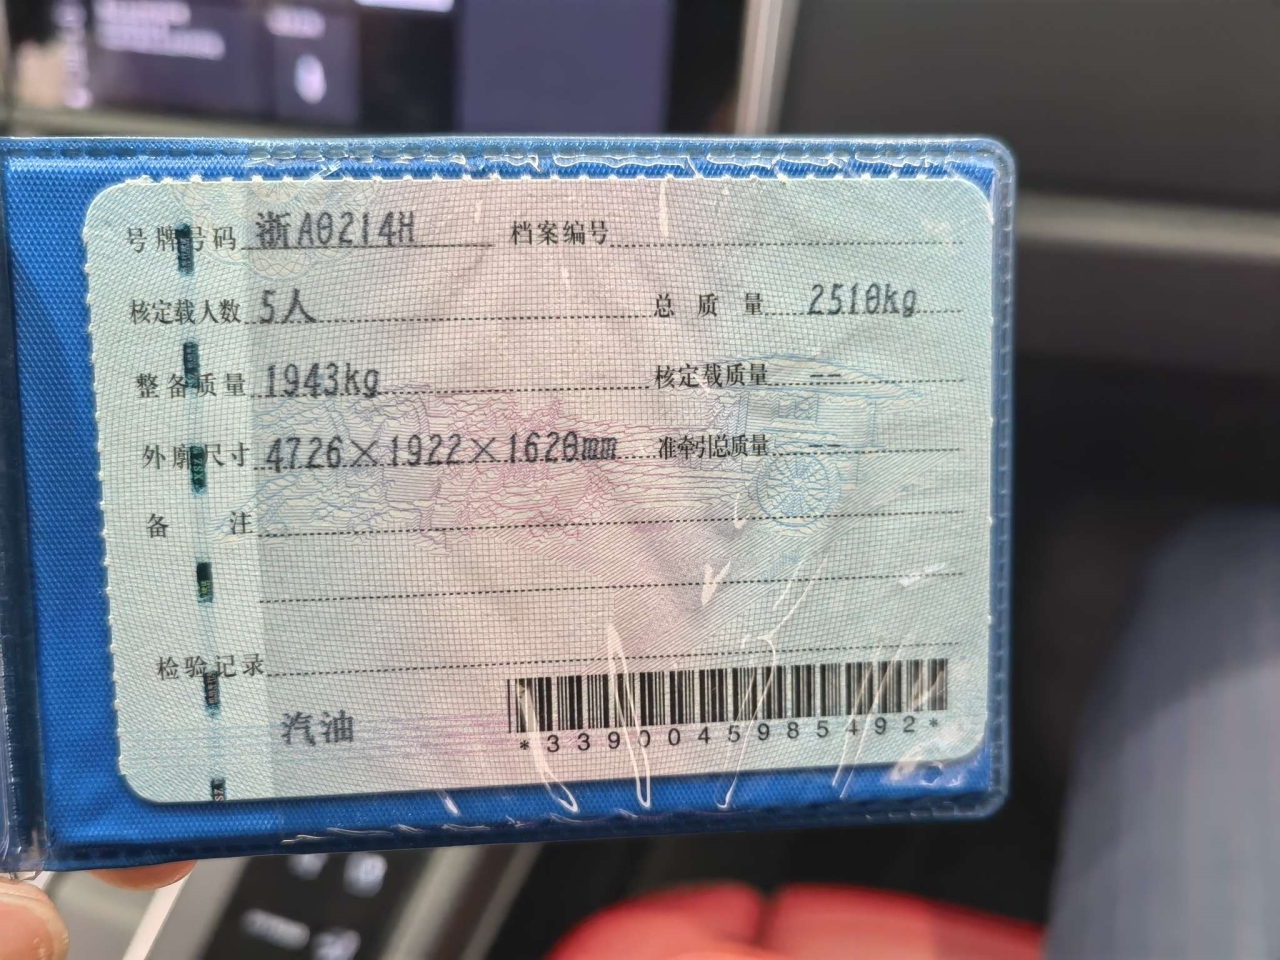 号牌号码 浙A0214H 档案编号
核定载人数 5人 总质量 2510kg
整备质量 1943kg 核定载质量 --
外廓尺寸 4726×1922×1620mm 准牵引总质量 --
备注
检验记录
汽油
*3390045985492*